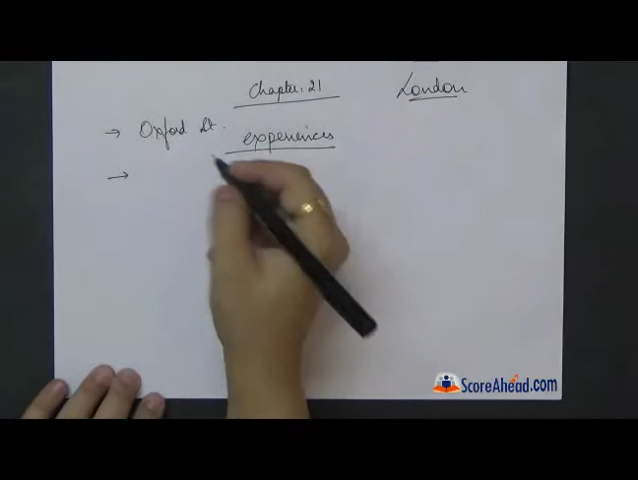 Chapter: 21
London
→ Oxford St. experiences
→
ScoreAhead.com